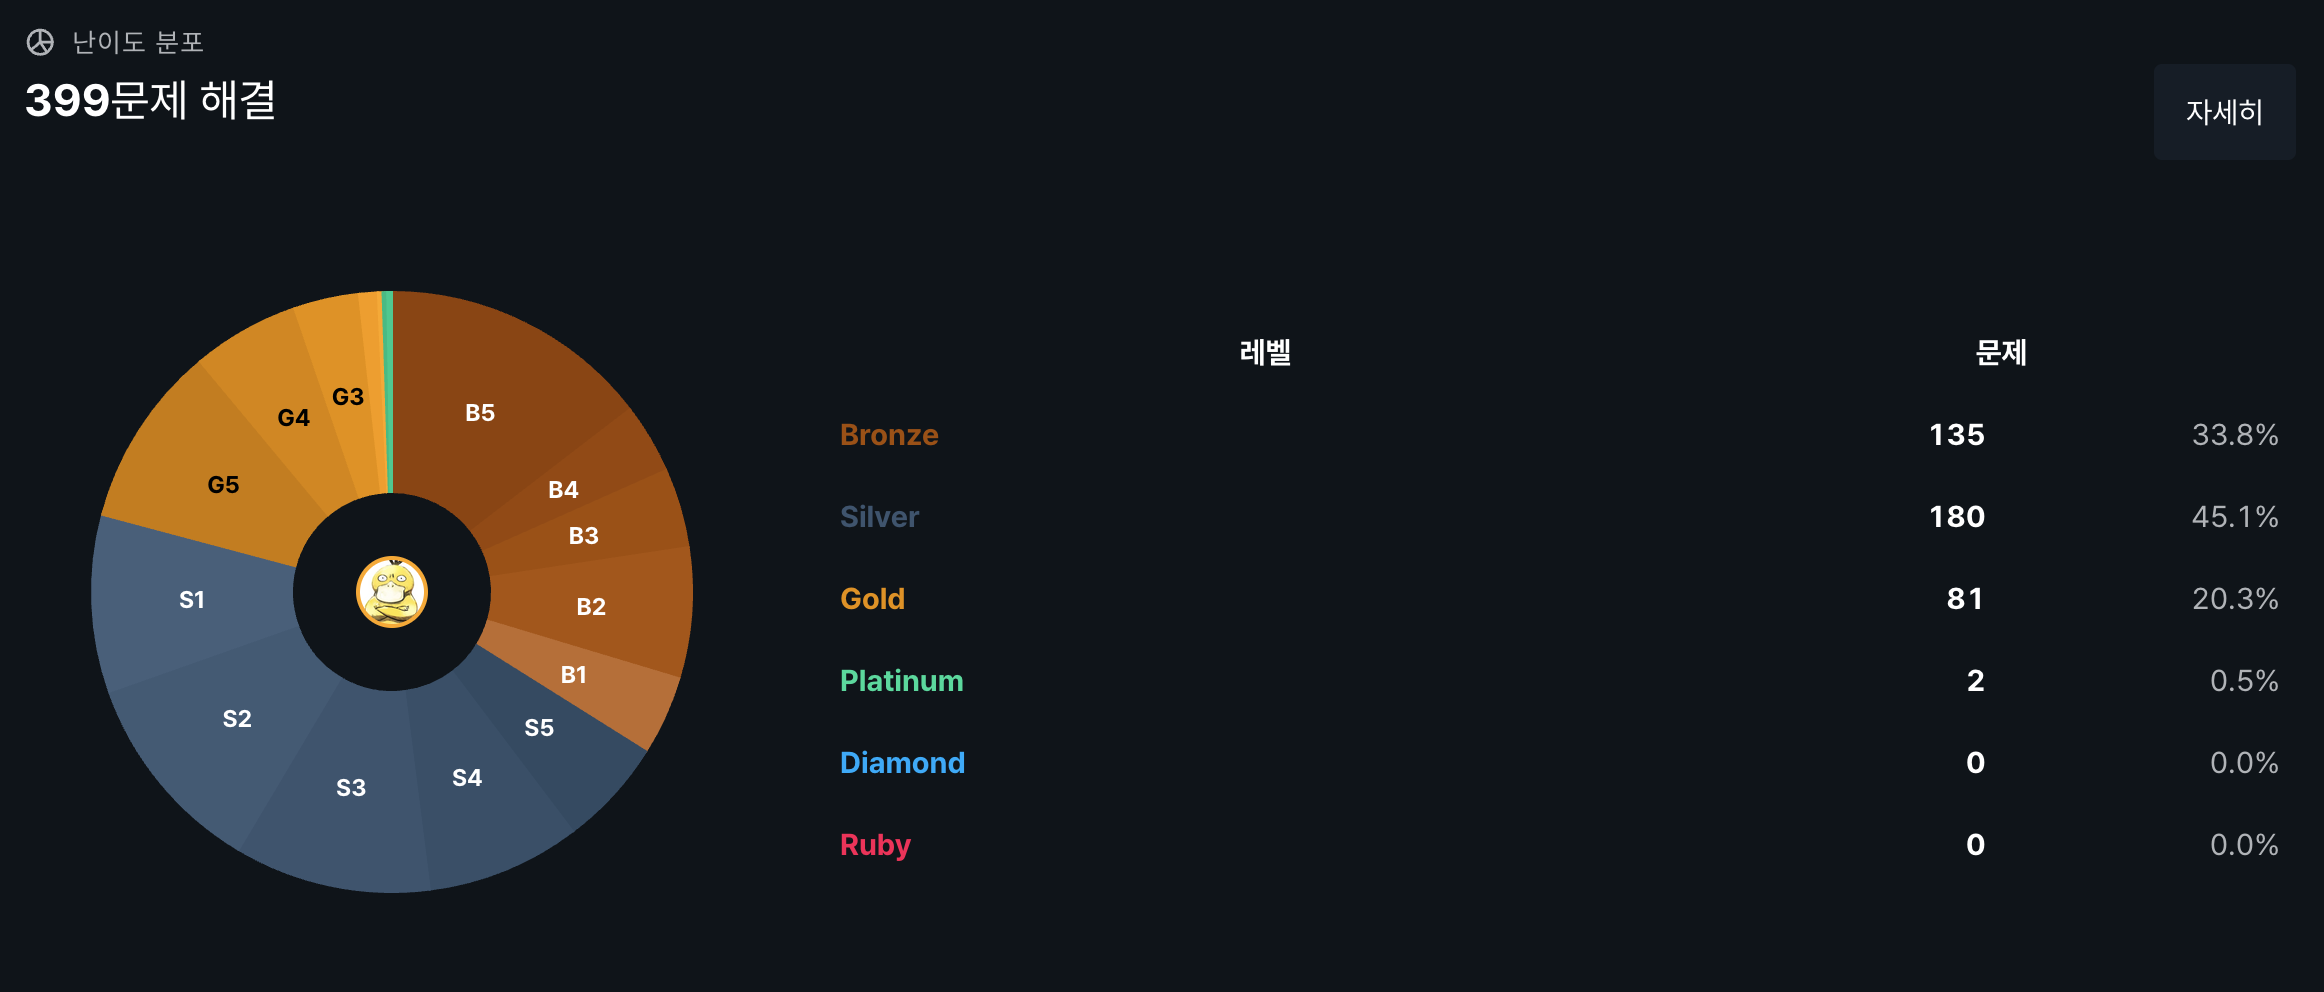 난이도 분포
399문제 해결
자세히
B5
B4
B3
B2
B1
S5
S4
S3
S2
S1
G5
G4
G3
레벨 문제
Bronze 135 33.8%
Silver 180 45.1%
Gold 81 20.3%
Platinum 2 0.5%
Diamond 0 0.0%
Ruby 0 0.0%